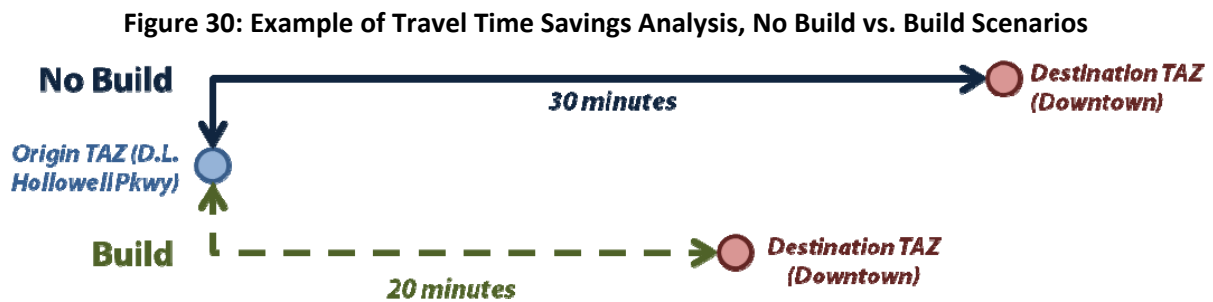 Figure 30: Example of Travel Time Savings Analysis, No Build vs. Build Scenarios
No Build
30 minutes
Destination TAZ
(Downtown)
Origin TAZ (D.L.
Hollowell Pkwy)
Build
20 minutes
Destination TAZ
(Downtown)